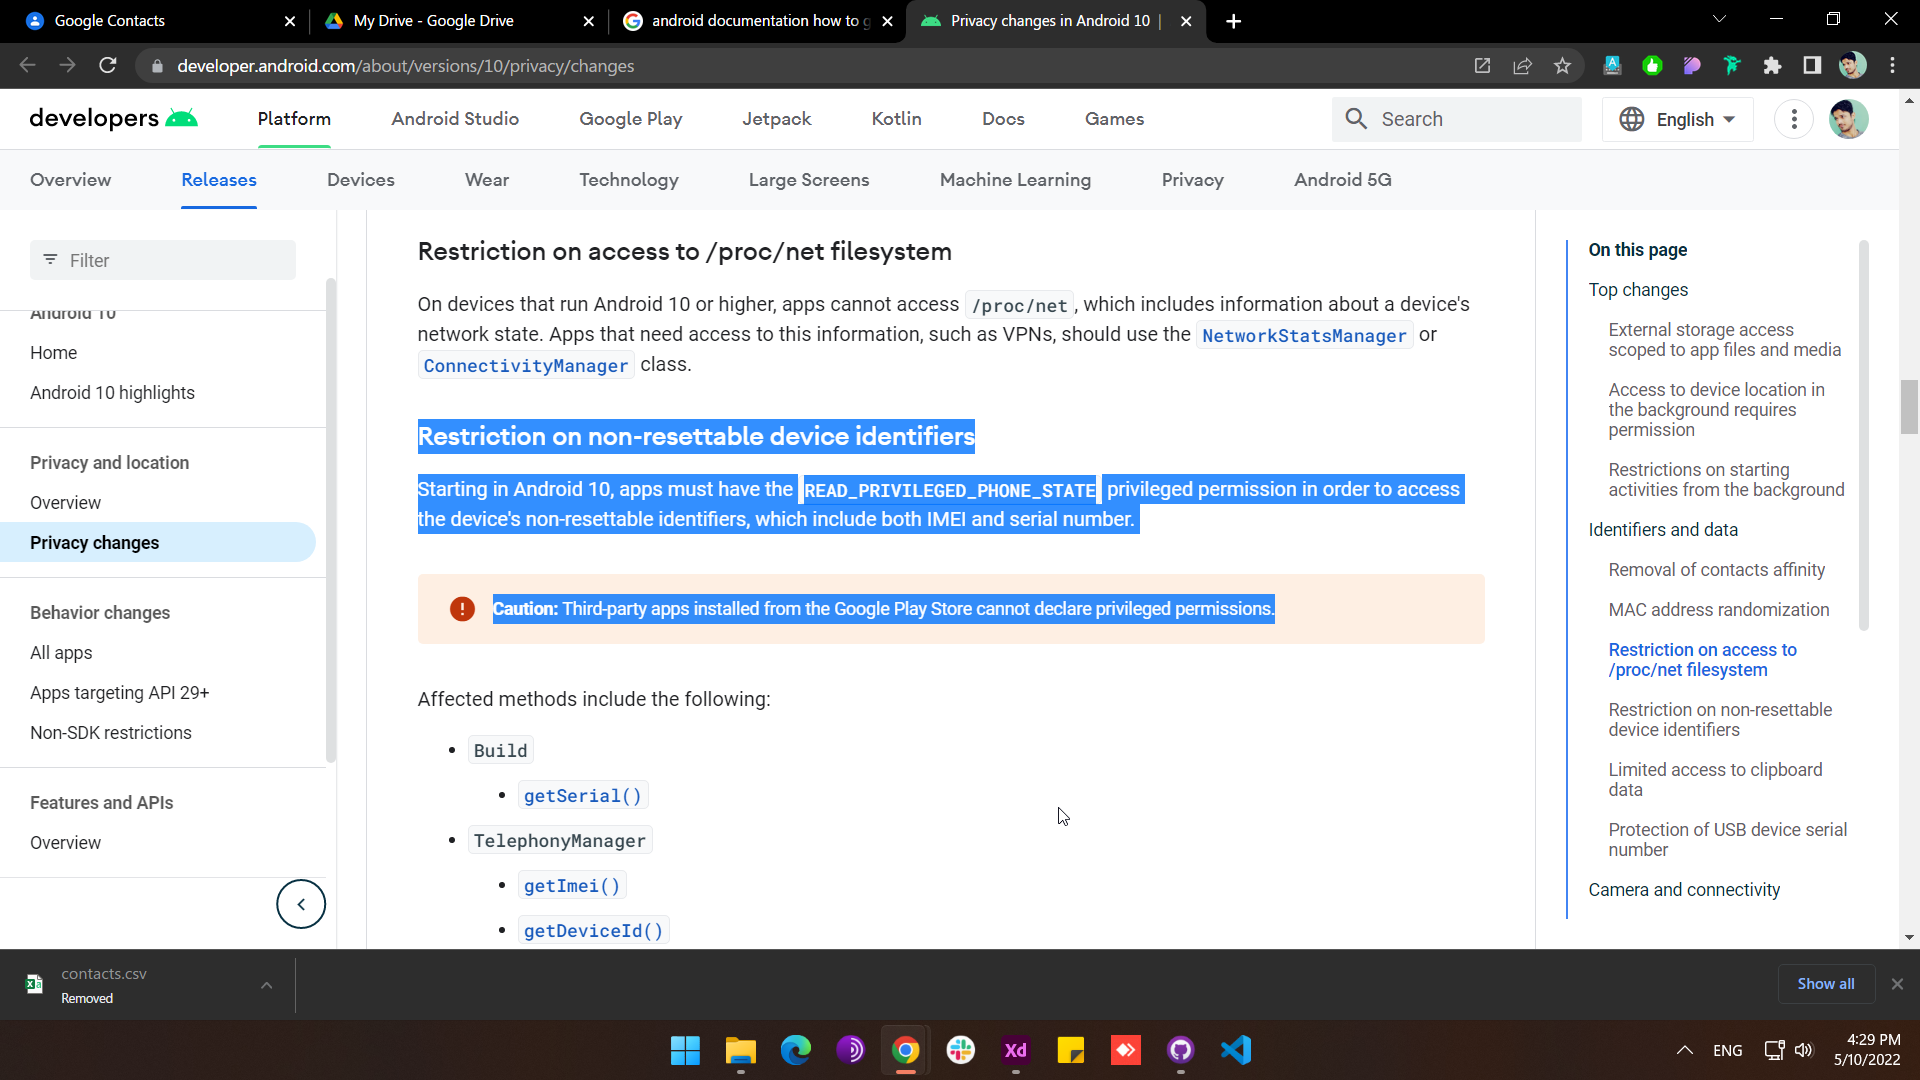 Google Contacts
My Drive - Google Drive
android documentation how to g
Privacy changes in Android 10 |
developer.android.com/about/versions/10/privacy/changes
developers
Platform
Android Studio
Google Play
Jetpack
Kotlin
Docs
Games
Search
English
Overview
Releases
Devices
Wear
Technology
Large Screens
Machine Learning
Privacy
Android 5G
Filter
Android 10
Home
Android 10 highlights
Privacy and location
Overview
Privacy changes
Behavior changes
All apps
Apps targeting API 29+
Non-SDK restrictions
Features and APIs
Overview
Restriction on access to /proc/net filesystem
On devices that run Android 10 or higher, apps cannot access /proc/net, which includes information about a device's
network state. Apps that need access to this information, such as VPNs, should use the NetworkStatsManager or
ConnectivityManager class.
Restriction on non-resettable device identifiers
Starting in Android 10, apps must have the READ_PRIVILEGED_PHONE_STATE privileged permission in order to access
the device's non-resettable identifiers, which include both IMEI and serial number.
Caution: Third-party apps installed from the Google Play Store cannot declare privileged permissions.
Affected methods include the following:
Build
getSerial()
TelephonyManager
getImei()
getDeviceId()
On this page
Top changes
External storage access
scoped to app files and media
Access to device location in
the background requires
permission
Restrictions on starting
activities from the background
Identifiers and data
Removal of contacts affinity
MAC address randomization
Restriction on access to
/proc/net filesystem
Restriction on non-resettable
device identifiers
Limited access to clipboard
data
Protection of USB device serial
number
Camera and connectivity
contacts.csv
Removed
Show all
Xd
ENG
4:29 PM
5/10/2022